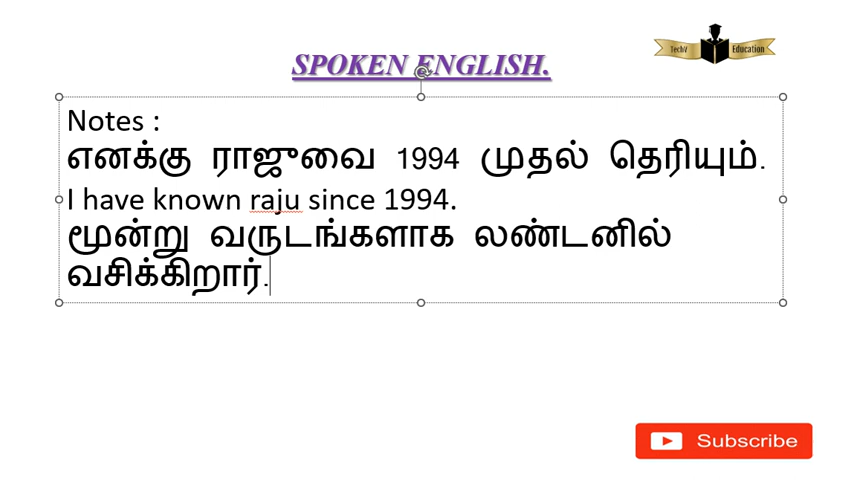 TechV Education
SPOKEN ENGLISH.
Notes :
எனக்கு ராஜுவை 1994 முதல் தெரியும்.
I have known raju since 1994.
மூன்று வருடங்களாக லண்டனில்
வசிக்கிறார்.
Subscribe